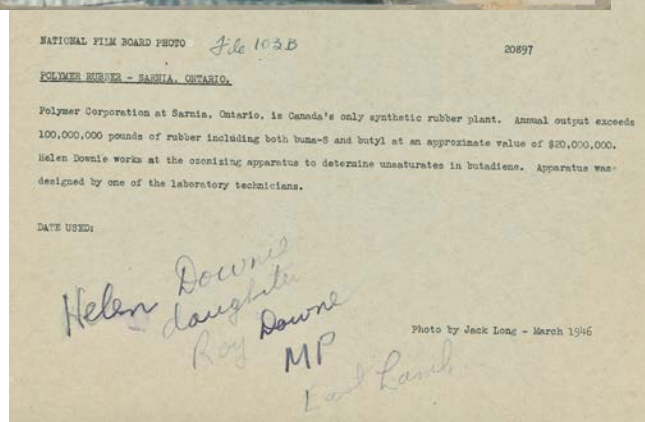 NATIONAL FILM BOARD PHOTO File 103B 20897
POLYMER RUBBER - SARNIA, ONTARIO.
Polymer Corporation at Sarnia, Ontario, is Canada's only synthetic rubber plant. Annual output exceeds
100,000,000 pounds of rubber including both buna-S and butyl at an approximate value of $20,000,000.
Helen Downie works at the ozonizing apparatus to determine unsaturates in butadiene. Apparatus was
designed by one of the laboratory technicians.
DATE USED:
Helen Downie
daughter
Roy Downe
MP
East Lamb
Photo by Jack Long - March 1946